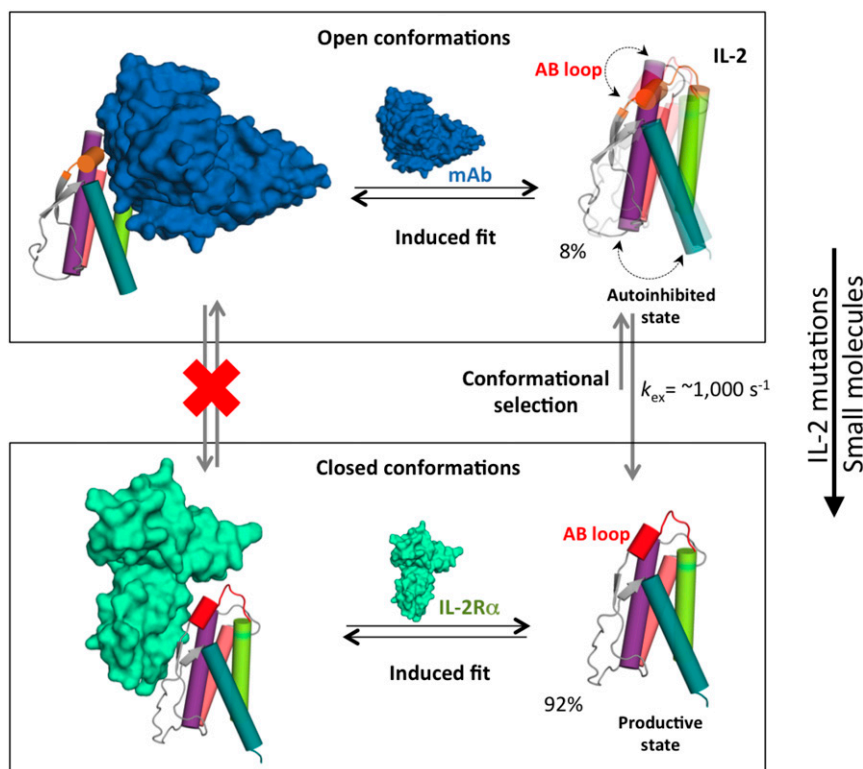 Open conformations
IL-2
AB loop
mAb
Induced fit
8%
Autoinhibited
state
Conformational
selection
kex= ~1,000 s⁻¹
IL-2 mutations
Small molecules
Closed conformations
AB loop
IL-2Rα
Induced fit
92%
Productive
state